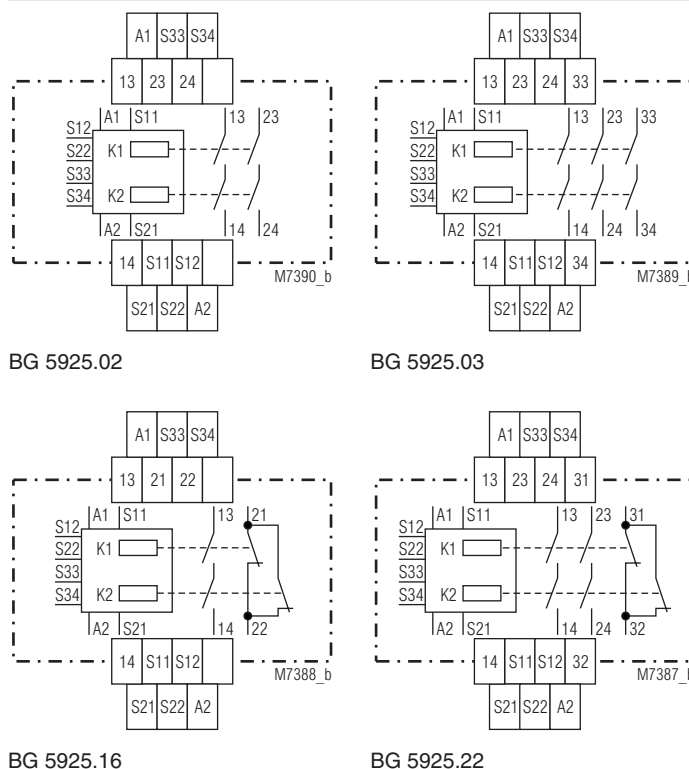 A1 S33 S34
13 23 24
A1 S11 13 23
S12
S22 K1
S33
S34 K2
A2 S21 14 24
14 S11 S12
M7390_b
S21 S22 A2
BG 5925.02
A1 S33 S34
13 23 24 33
A1 S11 13 23 33
S12
S22 K1
S33
S34 K2
A2 S21 14 24 34
14 S11 S12 34
M7389_
S21 S22 A2
BG 5925.03
A1 S33 S34
13 21 22
A1 S11 13 21
S12
S22 K1
S33
S34 K2
A2 S21 14 22
14 S11 S12
M7388_b
S21 S22 A2
BG 5925.16
A1 S33 S34
13 23 24 31
A1 S11 13 23 31
S12
S22 K1
S33
S34 K2
A2 S21 14 24 32
14 S11 S12 32
M7387_
S21 S22 A2
BG 5925.22